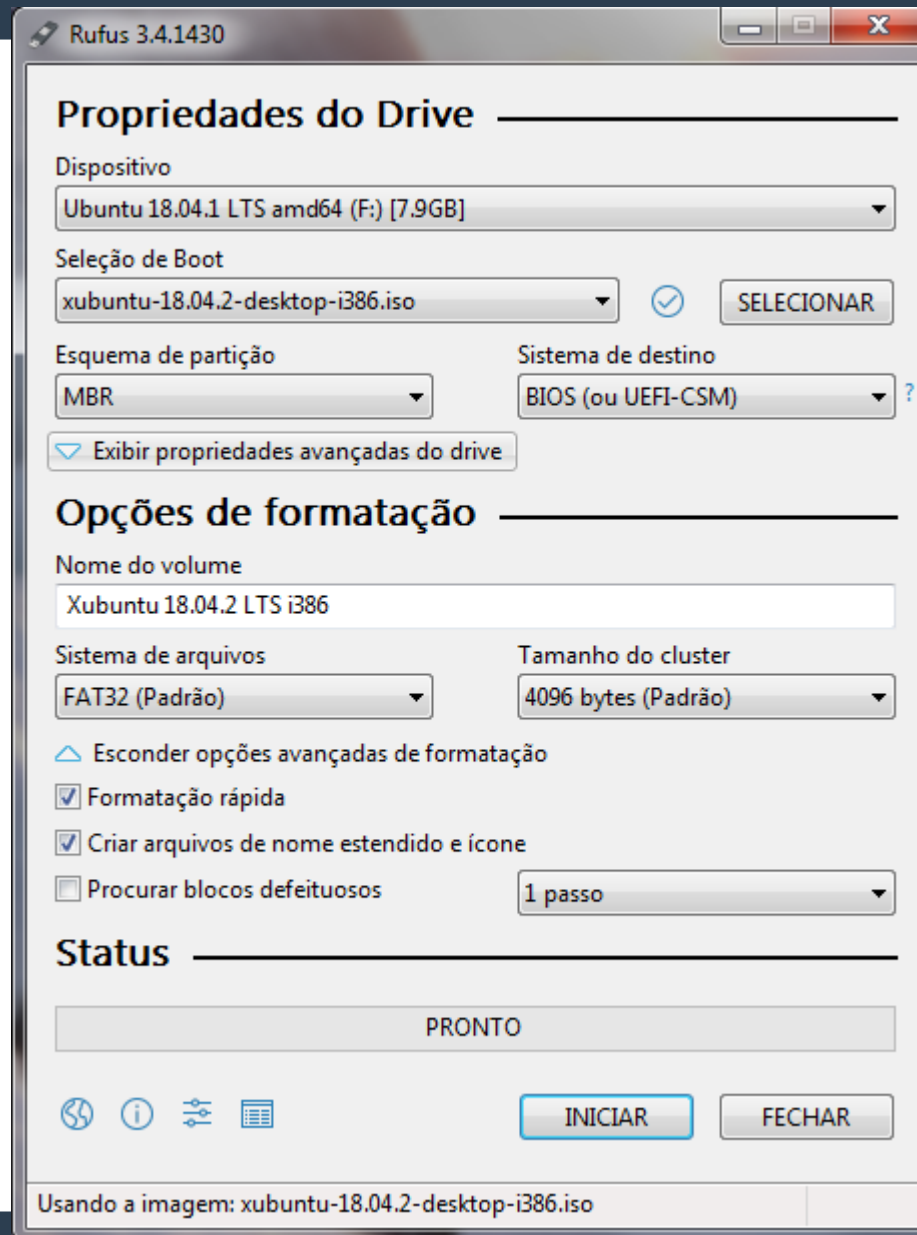 Rufus 3.4.1430
Propriedades do Drive
Dispositivo
Ubuntu 18.04.1 LTS amd64 (F:) [7.9GB]
Seleção de Boot
xubuntu-18.04.2-desktop-i386.iso
SELECIONAR
Esquema de partição
Sistema de destino
MBR
BIOS (ou UEFI-CSM)
?
Exibir propriedades avançadas do drive
Opções de formatação
Nome do volume
Xubuntu 18.04.2 LTS i386
Sistema de arquivos
Tamanho do cluster
FAT32 (Padrão)
4096 bytes (Padrão)
Esconder opções avançadas de formatação
Formatação rápida
Criar arquivos de nome estendido e ícone
Procurar blocos defeituosos
1 passo
Status
PRONTO
INICIAR
FECHAR
Usando a imagem: xubuntu-18.04.2-desktop-i386.iso